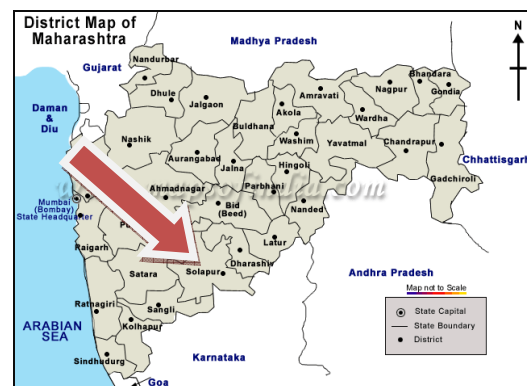 District Map of
Maharashtra
N
Madhya Pradesh
Gujarat
Nandurbar
Bhandara
Dhule
Jalgaon
Amravati
Nagpur
Gondia
Daman
& Diu
Akola
Wardha
Buldhana
Nashik
Washim
Yavatmal
Chandrapur
Aurangabad
Jalna
Hingoli
Chhattisgarh
Parbhani
Gadchiroli
Ahmadnagar
Mumbai
(Bombay)
State Headquarter
Bid
(Beed)
Nanded
Raigarh
Latur
Dharashiv
Satara
Solapur
Andhra Pradesh
Map not to Scale
Ratnagiri
Sangli
State Capital
ARABIAN
SEA
Kolhapur
State Boundary
District
Sindhudurg
Karnataka
Goa